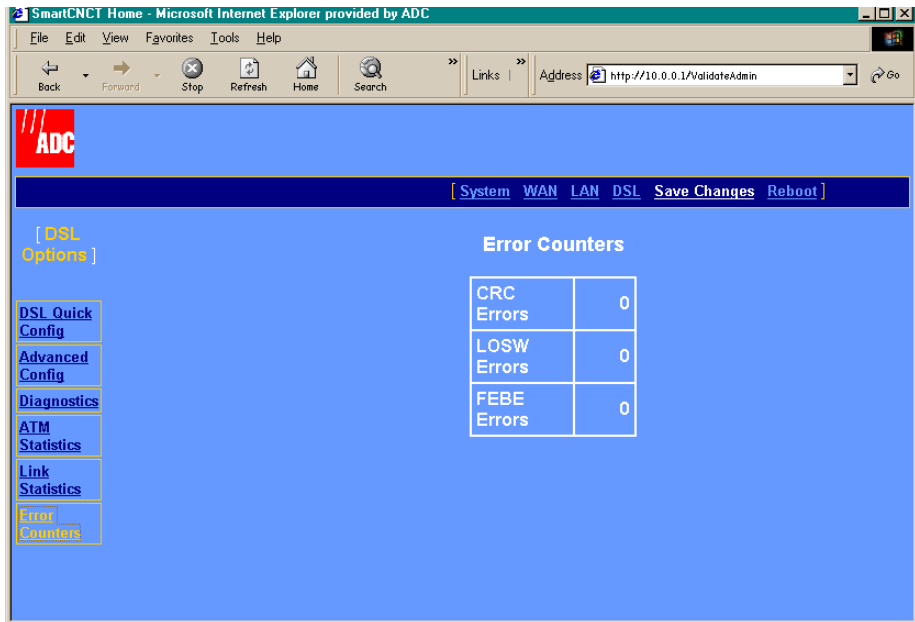 SmartCNCT Home - Microsoft Internet Explorer provided by ADC
File Edit View Favorites Tools Help
Back Forward Stop Refresh Home Search » Links » Address http://10.0.0.1/ValidateAdmin Go
ADC
[ System WAN LAN DSL Save Changes Reboot ]
[ DSL
Options ]
Error Counters
CRC
Errors 0
LOSW
Errors 0
FEBE
Errors 0
DSL Quick
Config
Advanced
Config
Diagnostics
ATM
Statistics
Link
Statistics
Error
Counters